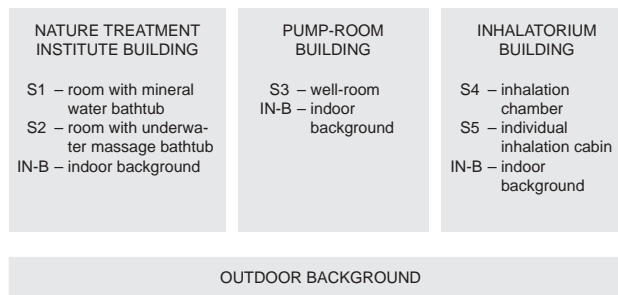 NATURE TREATMENT
INSTITUTE BUILDING
S1 – room with mineral
water bathtub
S2 – room with underwa-
ter massage bathtub
IN-B – indoor background
PUMP-ROOM
BUILDING
S3 – well-room
IN-B – indoor
background
INHALATORIUM
BUILDING
S4 – inhalation
chamber
S5 – individual
inhalation cabin
IN-B – indoor
background
OUTDOOR BACKGROUND